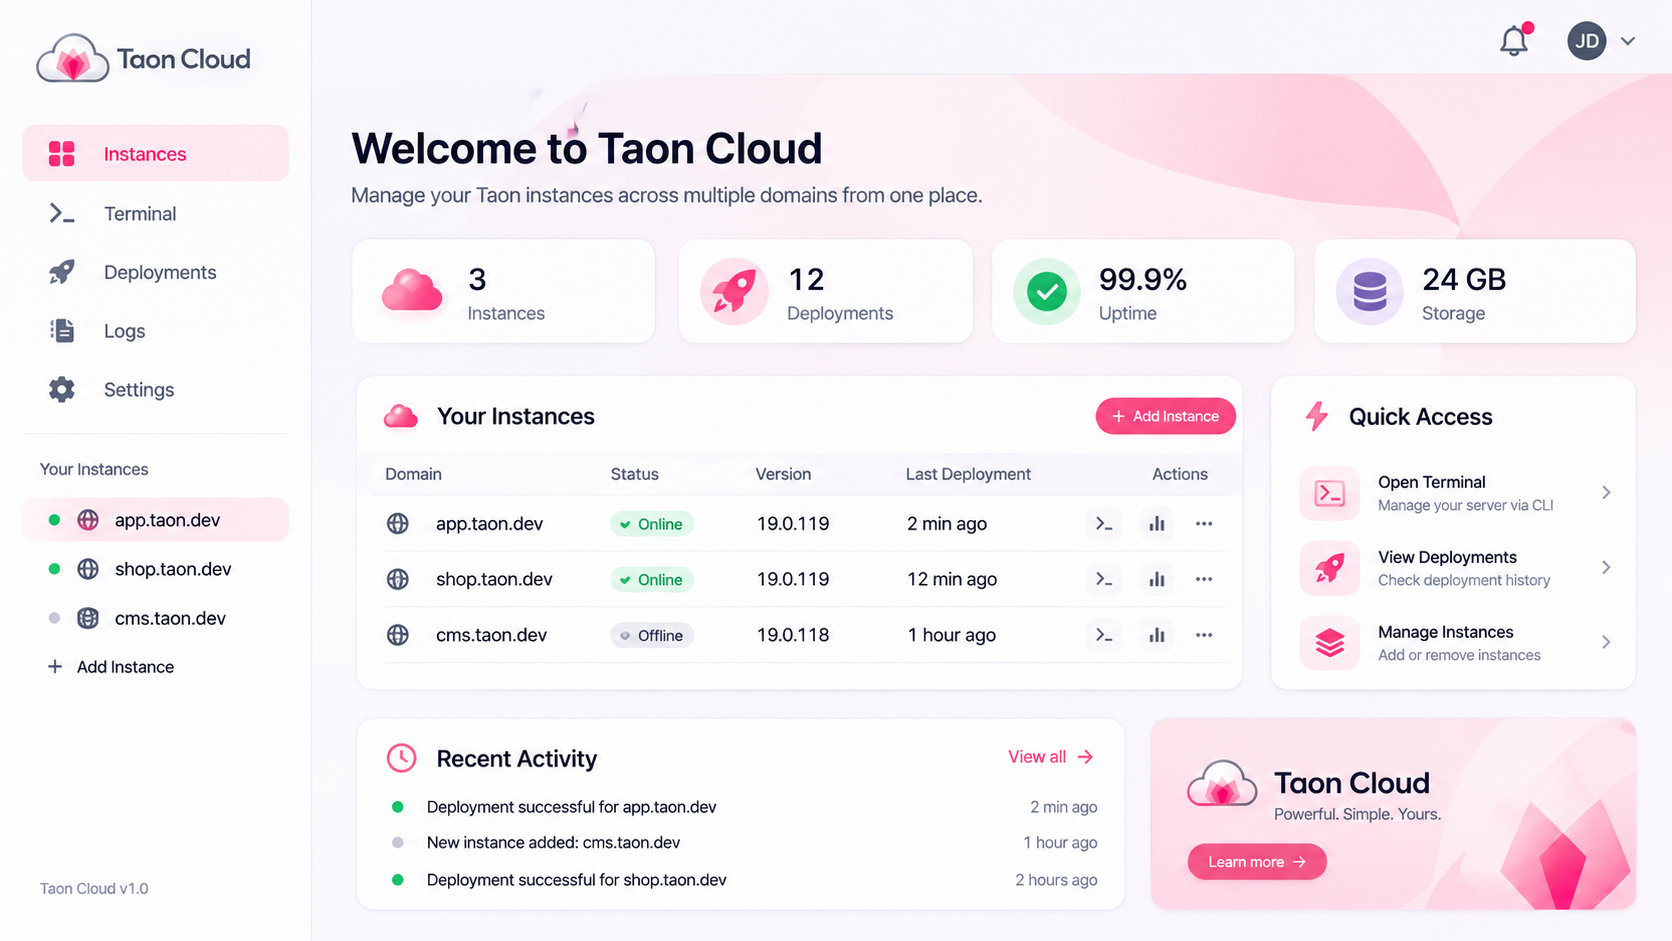 Taon Cloud
JD
Instances
Terminal
Deployments
Logs
Settings
Your Instances
app.taon.dev
shop.taon.dev
cms.taon.dev
+ Add Instance
Taon Cloud v1.0
Welcome to Taon Cloud
Manage your Taon instances across multiple domains from one place.
3
Instances
12
Deployments
99.9%
Uptime
24 GB
Storage
Your Instances
+ Add Instance
Domain Status Version Last Deployment Actions
app.taon.dev Online 19.0.119 2 min ago
shop.taon.dev Online 19.0.119 12 min ago
cms.taon.dev Offline 19.0.118 1 hour ago
Quick Access
Open Terminal
Manage your server via CLI
View Deployments
Check deployment history
Manage Instances
Add or remove instances
Recent Activity
View all →
Deployment successful for app.taon.dev 2 min ago
New instance added: cms.taon.dev 1 hour ago
Deployment successful for shop.taon.dev 2 hours ago
Taon Cloud
Powerful. Simple. Yours.
Learn more →